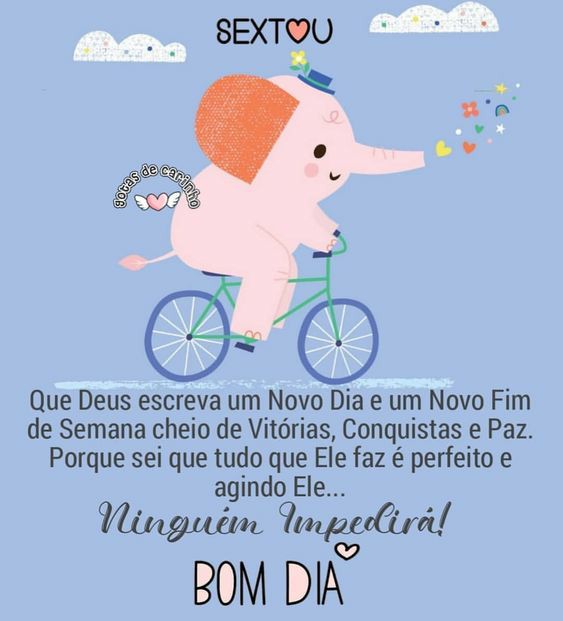 SEXTOU
gotas de carinho
Que Deus escreva um Novo Dia e um Novo Fim
de Semana cheio de Vitórias, Conquistas e Paz.
Porque sei que tudo que Ele faz é perfeito e
agindo Ele...
Ninguém Impedirá!
BOM DIA